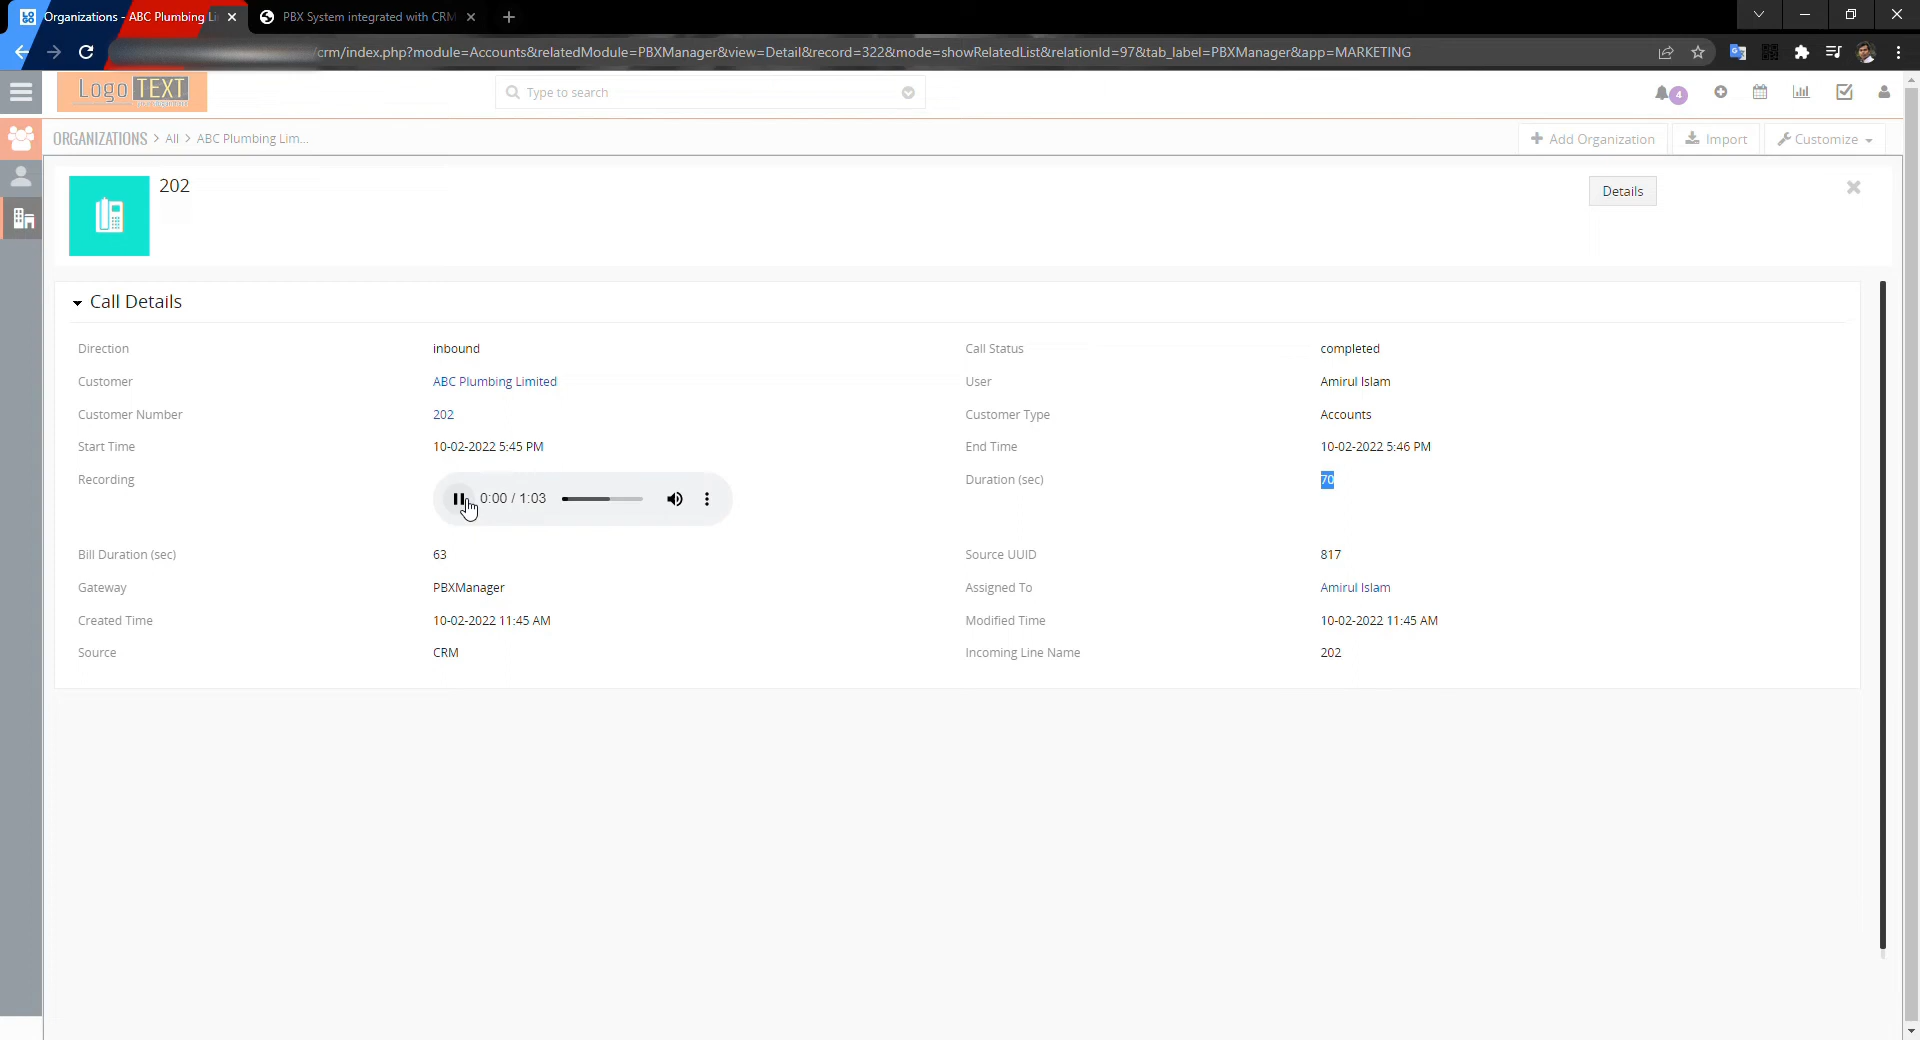 Organizations - ABC Plumbing Li
PBX System integrated with CRM
/crm/index.php?module=Accounts&relatedModule=PBXManager&view=Detail&record=322&mode=showRelatedList&relationId=97&tab_label=PBXManager&app=MARKETING
Logo TEXT
Type to search
4
ORGANIZATIONS > All > ABC Plumbing Lim...
Add Organization
Import
Customize
202
Details
Call Details
Direction inbound Call Status completed
Customer ABC Plumbing Limited User Amirul Islam
Customer Number 202 Customer Type Accounts
Start Time 10-02-2022 5:45 PM End Time 10-02-2022 5:46 PM
Recording 0:00 / 1:03 Duration (sec) 70
Bill Duration (sec) 63 Source UUID 817
Gateway PBXManager Assigned To Amirul Islam
Created Time 10-02-2022 11:45 AM Modified Time 10-02-2022 11:45 AM
Source CRM Incoming Line Name 202